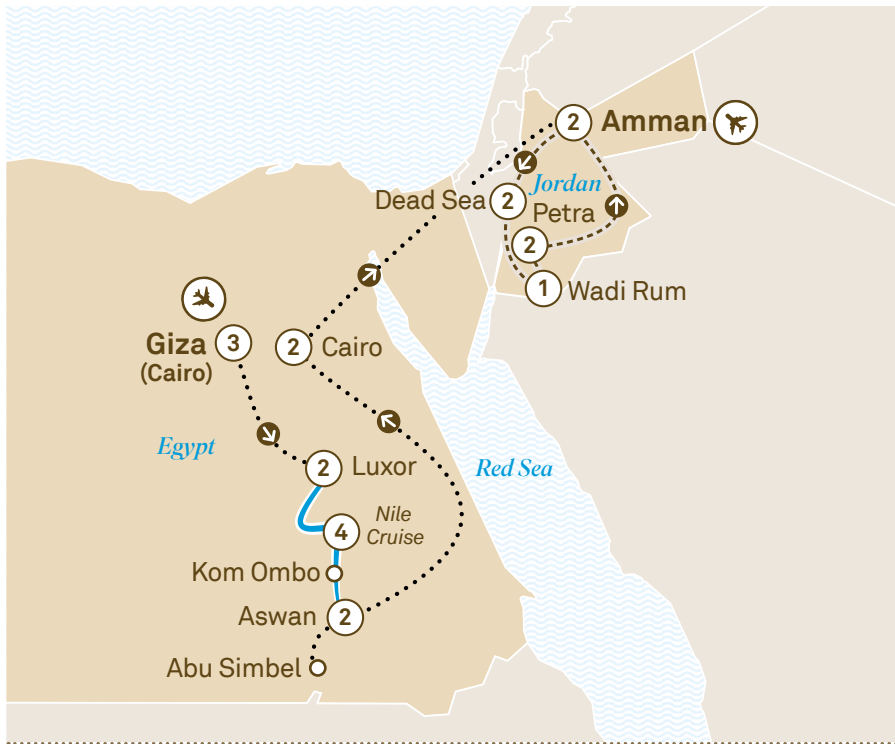 2
Amman
Jordan
Dead Sea
2
Petra
2
1
Wadi Rum
Giza
(Cairo)
3
2
Cairo
Egypt
2
Luxor
Red Sea
4
Nile
Cruise
Kom Ombo
Aswan
2
Abu Simbel